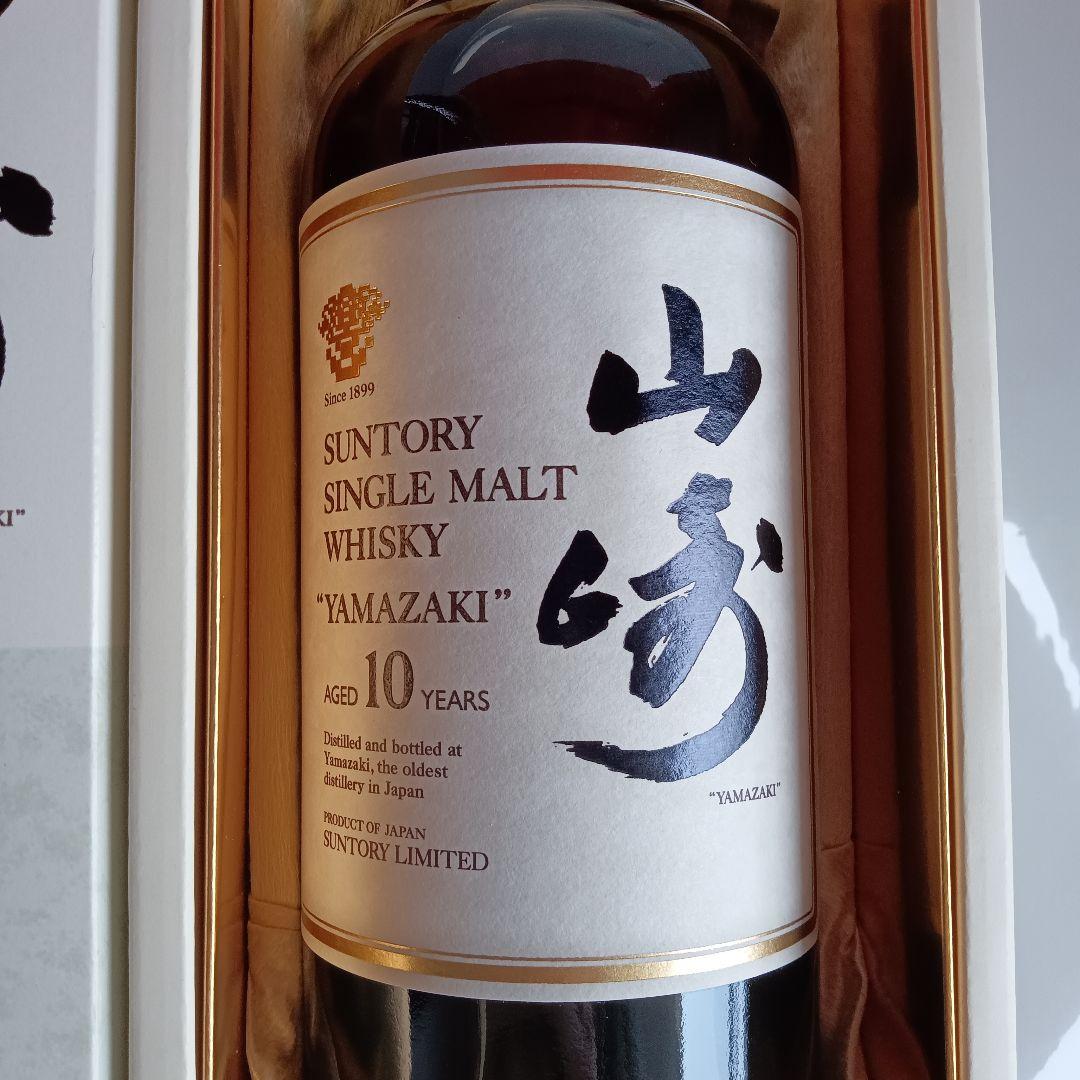 Since 1899
SUNTORY
SINGLE MALT
WHISKY
“YAMAZAKI”
AGED 10 YEARS
Distilled and bottled at
Yamazaki, the oldest
distillery in Japan
PRODUCT OF JAPAN
SUNTORY LIMITED
山崎
“YAMAZAKI”